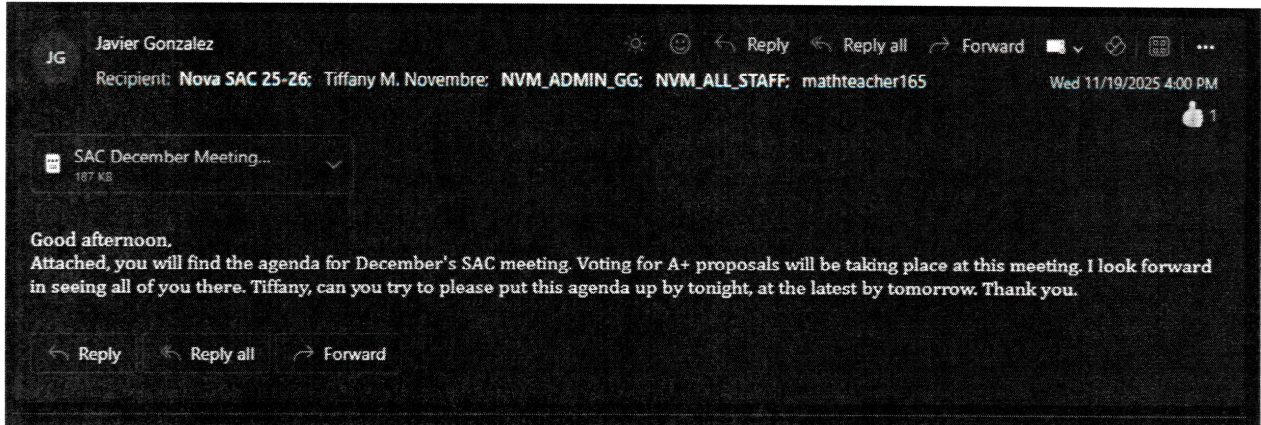 JG
Javier Gonzalez
Reply
Reply all
Forward
Recipient: Nova SAC 25-26; Tiffany M. Novembre; NVM_ADMIN_GG; NVM_ALL_STAFF; mathteacher165
Wed 11/19/2025 4:00 PM
1
SAC December Meeting...
187 KB
Good afternoon.
Attached, you will find the agenda for December's SAC meeting. Voting for A+ proposals will be taking place at this meeting. I look forward
in seeing all of you there. Tiffany, can you try to please put this agenda up by tonight, at the latest by tomorrow. Thank you.
Reply
Reply all
Forward